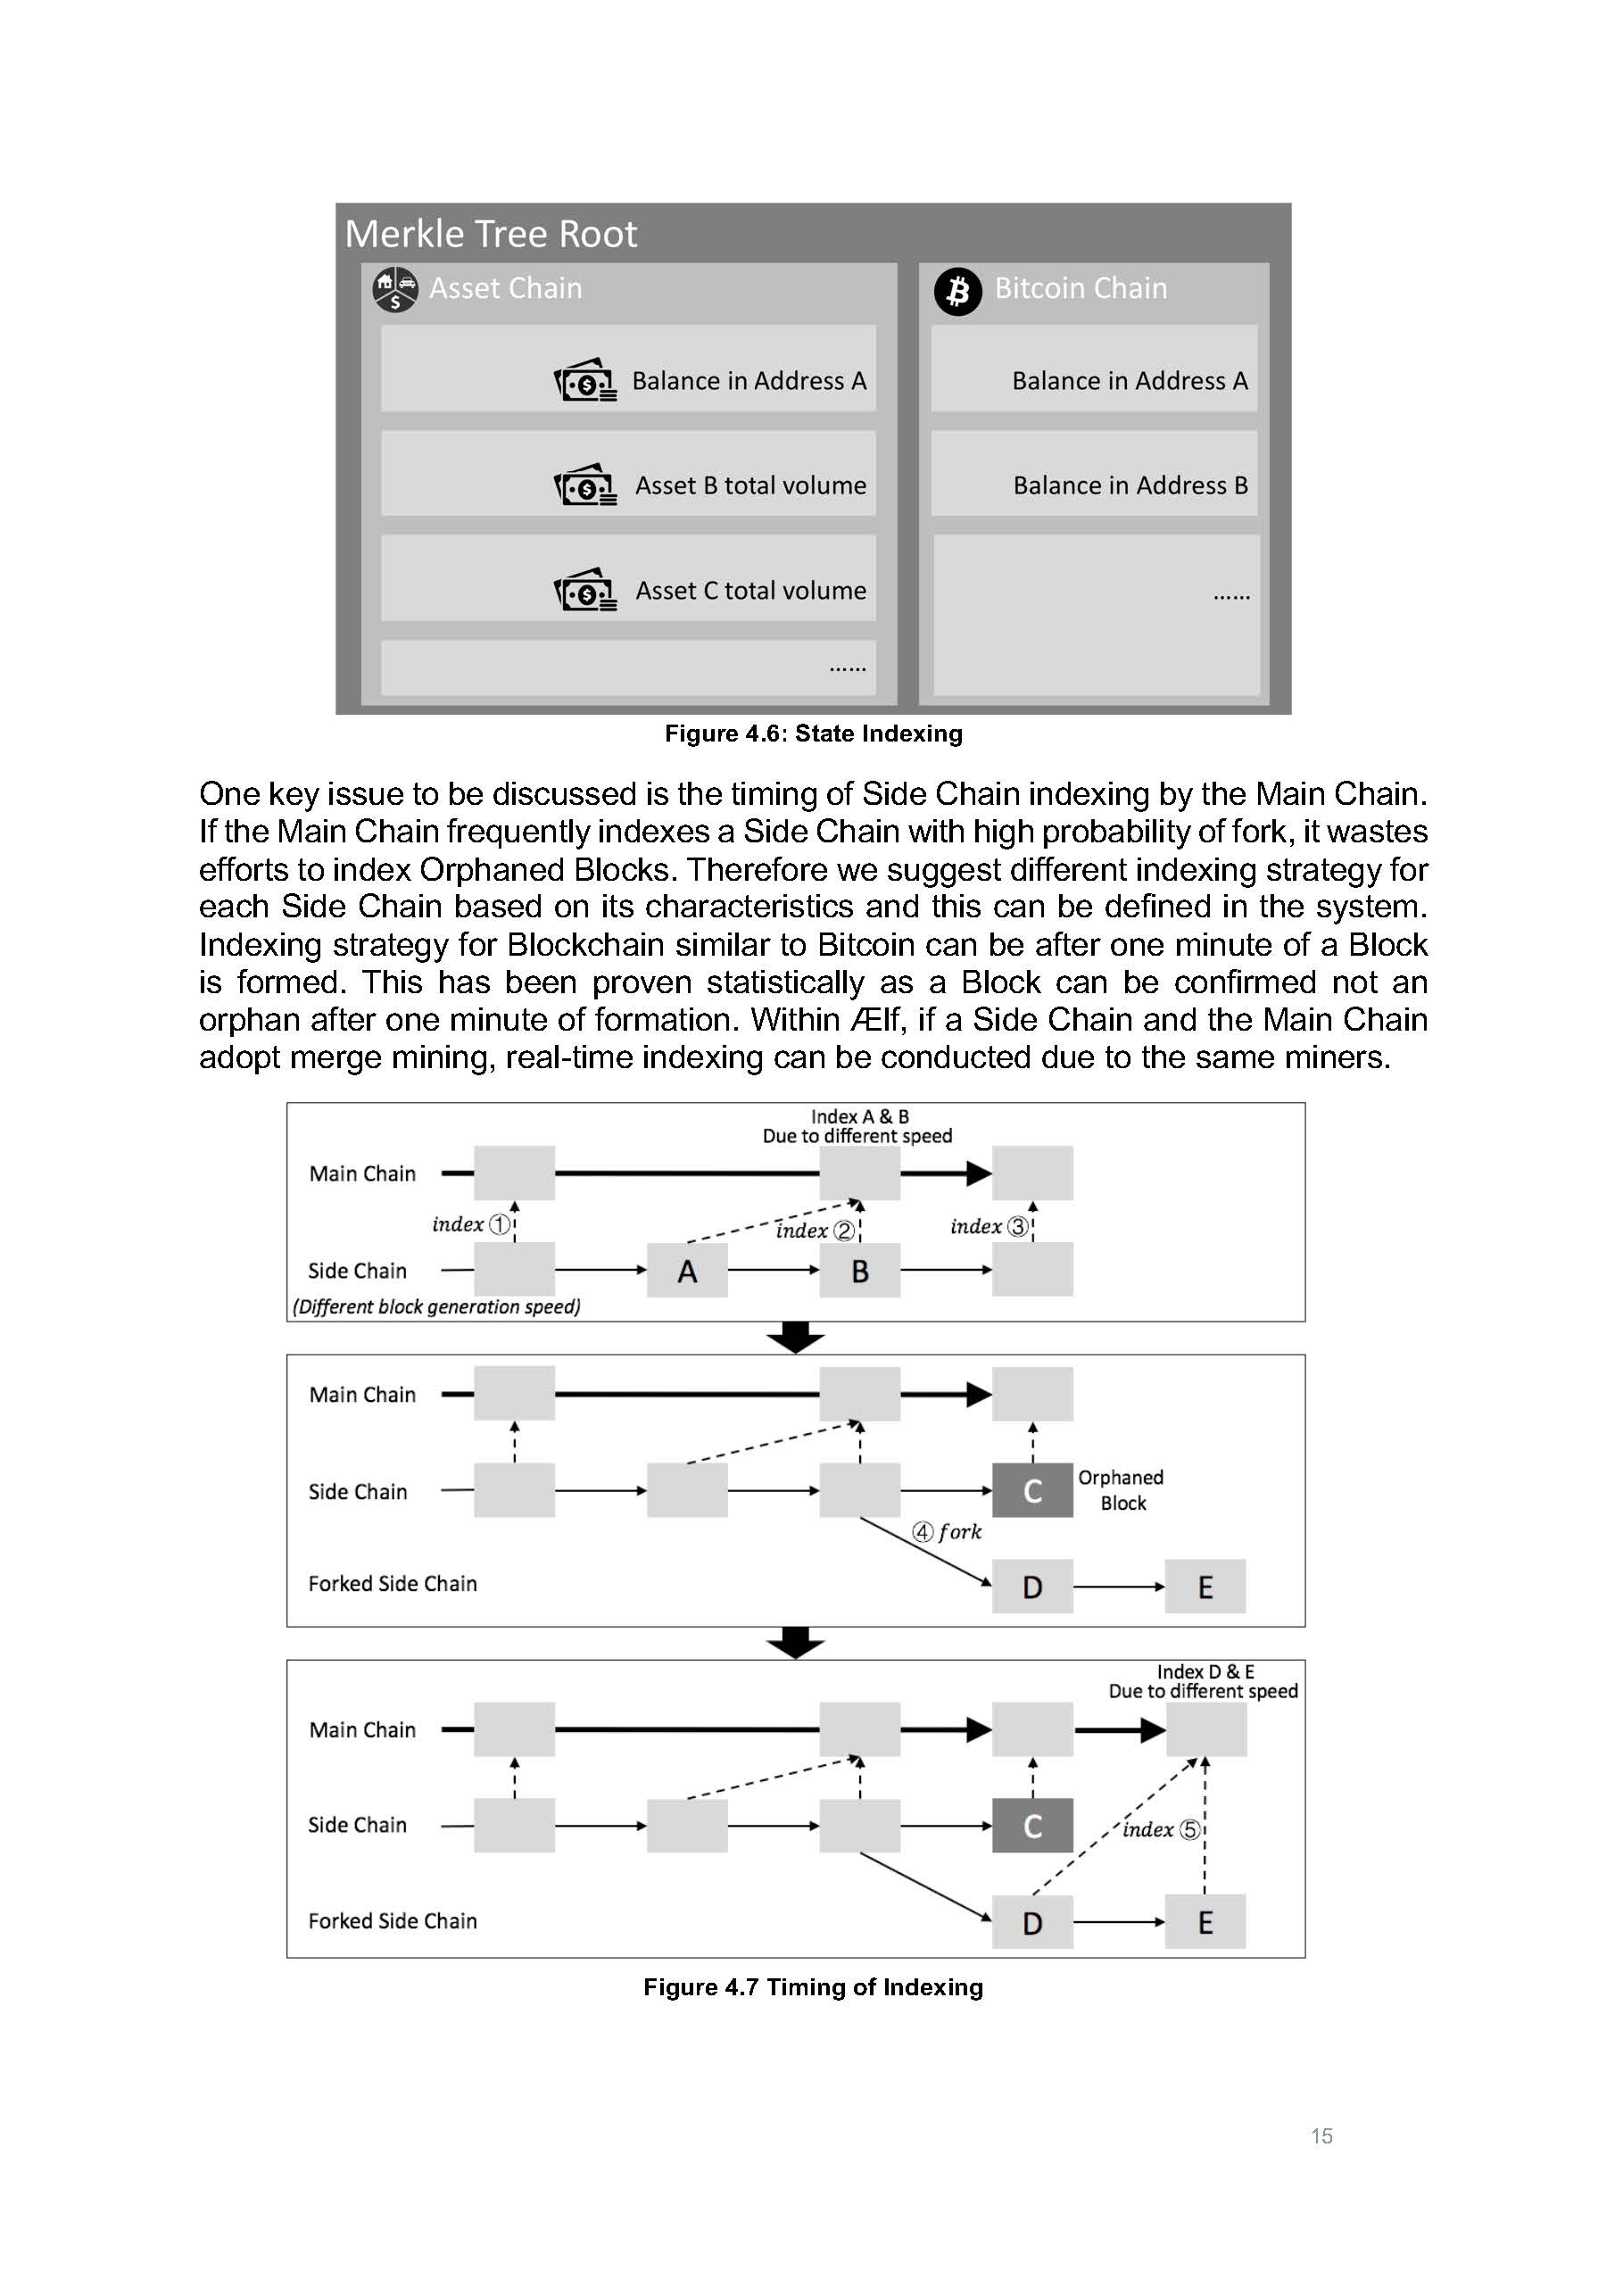 Merkle Tree Root
Asset Chain
Balance in Address A
Asset B total volume
Asset C total volume
......
Bitcoin Chain
Balance in Address A
Balance in Address B
......
Figure 4.6: State Indexing
One key issue to be discussed is the timing of Side Chain indexing by the Main Chain.
If the Main Chain frequently indexes a Side Chain with high probability of fork, it wastes
efforts to index Orphaned Blocks. Therefore we suggest different indexing strategy for
each Side Chain based on its characteristics and this can be defined in the system.
Indexing strategy for Blockchain similar to Bitcoin can be after one minute of a Block
is formed. This has been proven statistically as a Block can be confirmed not an
orphan after one minute of formation. Within Ælf, if a Side Chain and the Main Chain
adopt merge mining, real-time indexing can be conducted due to the same miners.
Index A & B
Due to different speed
Main Chain
index ①
index ②
index ③
Side Chain
A
B
(Different block generation speed)
Main Chain
Side Chain
C
Orphaned
Block
④ fork
Forked Side Chain
D
E
Index D & E
Due to different speed
Main Chain
Side Chain
C
index ⑤
Forked Side Chain
D
E
Figure 4.7 Timing of Indexing
15